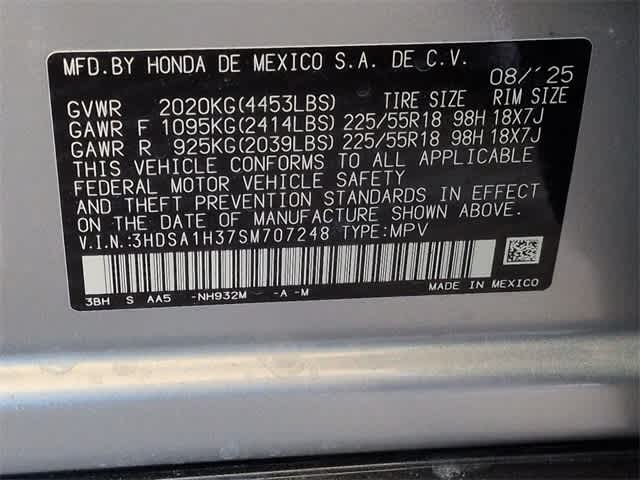 MFD.BY HONDA DE MEXICO S.A. DE C.V. 08/'25
GVWR 2020KG(4453LBS) TIRE SIZE RIM SIZE
GAWR F 1095KG(2414LBS) 225/55R18 98H 18X7J
GAWR R 925KG(2039LBS) 225/55R18 98H 18X7J
THIS VEHICLE CONFORMS TO ALL APPLICABLE
FEDERAL MOTOR VEHICLE SAFETY
AND THEFT PREVENTION STANDARDS IN EFFECT
ON THE DATE OF MANUFACTURE SHOWN ABOVE.
V.I.N.:3HDSA1H37SM707248 TYPE:MPV
3BH S AA5 -NH932M -A -M MADE IN MEXICO